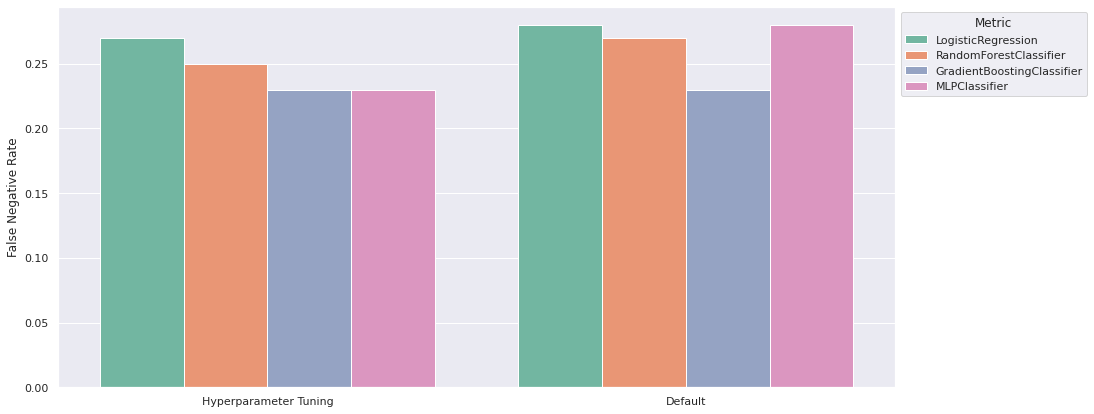 Metric
LogisticRegression
RandomForestClassifier
GradientBoostingClassifier
MLPClassifier
False Negative Rate
0.25
0.20
0.15
0.10
0.05
0.00
Hyperparameter Tuning
Default